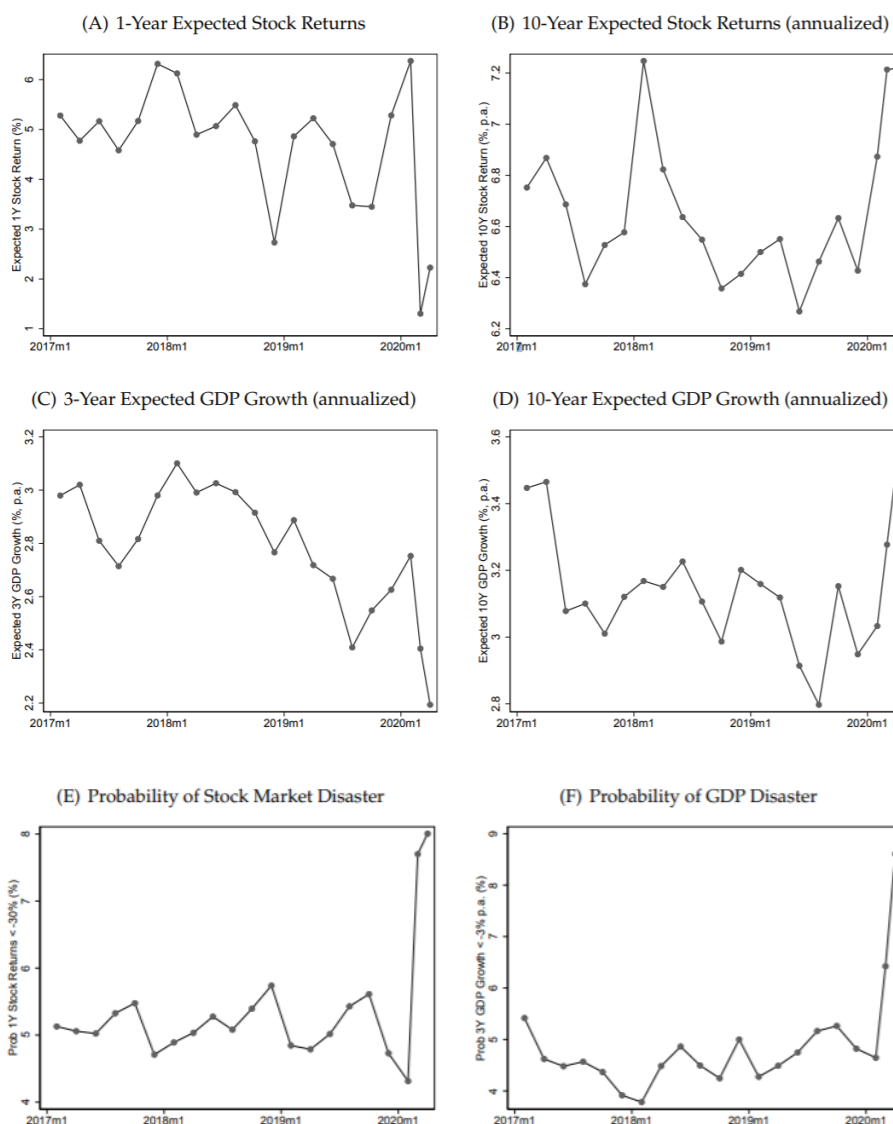 (A) 1-Year Expected Stock Returns
Expected 1Y Stock Return (%)
6
5
4
3
2
1
2017m1 2018m1 2019m1 2020m1
(B) 10-Year Expected Stock Returns (annualized)
Expected 10Y Stock Return (%, p.a.)
7.2
7
6.8
6.6
6.4
6.2
2017m1 2018m1 2019m1 2020m1
(C) 3-Year Expected GDP Growth (annualized)
Expected 3Y GDP Growth (%, p.a.)
3.2
3
2.8
2.6
2.4
2.2
2017m1 2018m1 2019m1 2020m1
(D) 10-Year Expected GDP Growth (annualized)
Expected 10Y GDP Growth (%, p.a.)
3.6
3.4
3.2
3
2.8
2017m1 2018m1 2019m1 2020m1
(E) Probability of Stock Market Disaster
Prob 1Y Stock Returns < -30% (%)
8
7
6
5
4
2017m1 2018m1 2019m1 2020m1
(F) Probability of GDP Disaster
Prob 3Y GDP Growth < -3% p.a. (%)
9
8
7
6
5
4
2017m1 2018m1 2019m1 2020m1